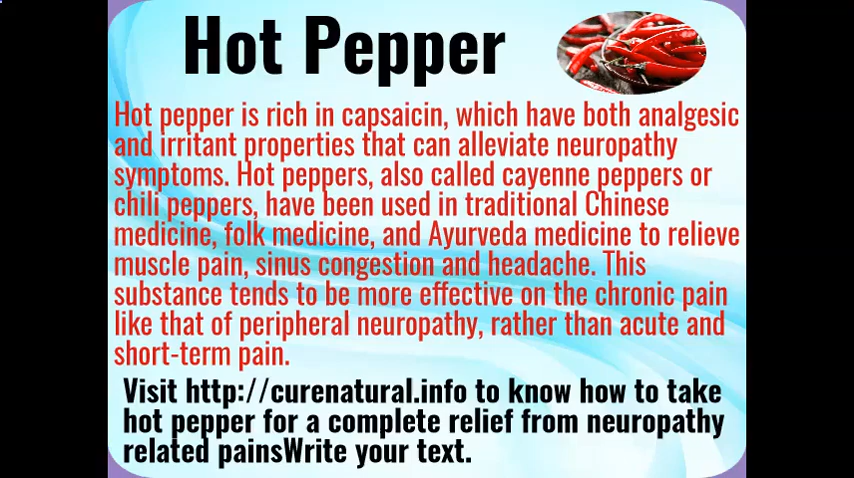 Hot Pepper
Hot pepper is rich in capsaicin, which have both analgesic
and irritant properties that can alleviate neuropathy
symptoms. Hot peppers, also called cayenne peppers or
chili peppers, have been used in traditional Chinese
medicine, folk medicine, and Ayurveda medicine to relieve
muscle pain, sinus congestion and headache. This
substance tends to be more effective on the chronic pain
like that of peripheral neuropathy, rather than acute and
short-term pain.
Visit http://curenatural.info to know how to take
hot pepper for a complete relief from neuropathy
related painsWrite your text.